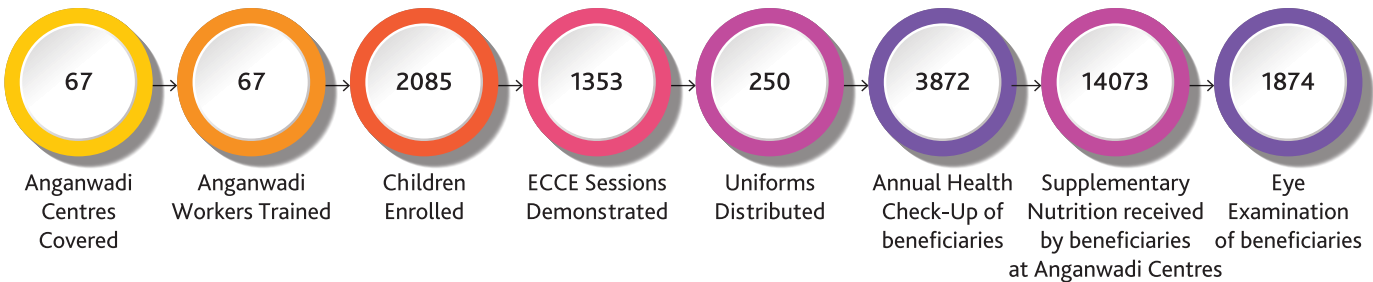 67
Anganwadi
Centres
Covered
67
Anganwadi
Workers Trained
2085
Children
Enrolled
1353
ECCE Sessions
Demonstrated
250
Uniforms
Distributed
3872
Annual Health
Check-Up of
beneficiaries
14073
Supplementary
Nutrition received
by beneficiaries
at Anganwadi Centres
1874
Eye
Examination
of beneficiaries